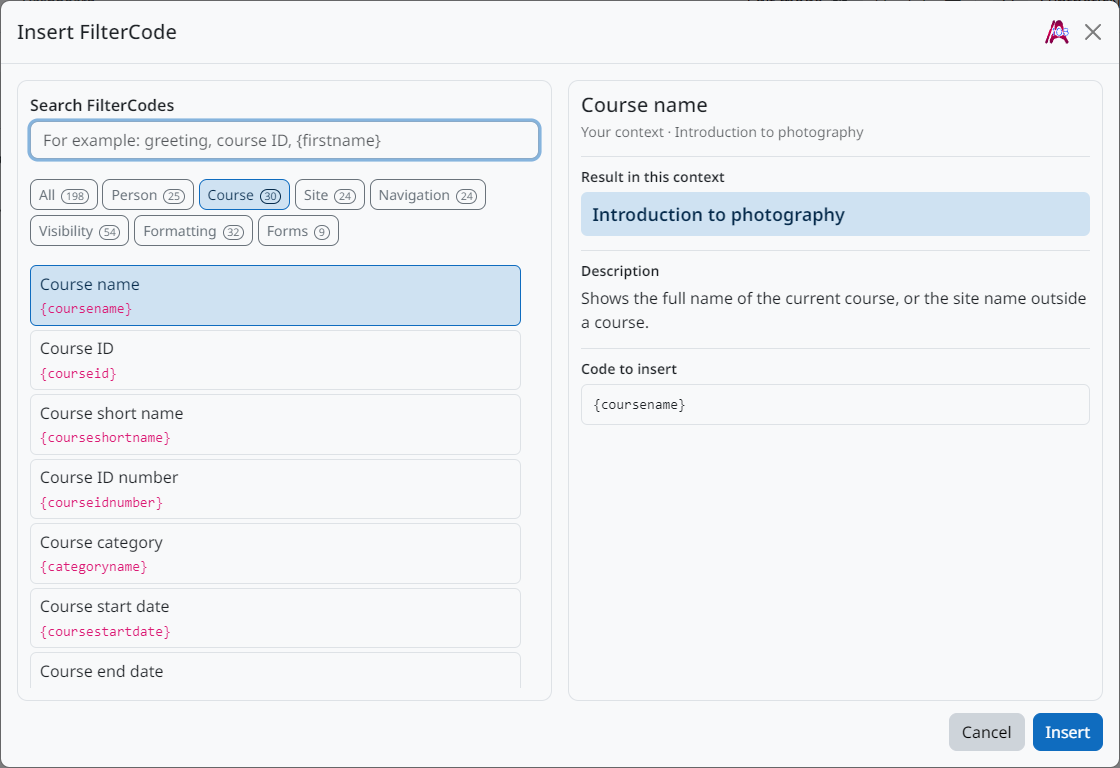 Insert FilterCode
Search FilterCodes
For example: greeting, course ID, {firstname}
All 198
Person 25
Course 30
Site 24
Navigation 24
Visibility 54
Formatting 32
Forms 9
Course name
{coursename}
Course ID
{courseid}
Course short name
{courseshortname}
Course ID number
{courseidnumber}
Course category
{categoryname}
Course start date
{coursestartdate}
Course end date
Course name
Your context · Introduction to photography
Result in this context
Introduction to photography
Description
Shows the full name of the current course, or the site name outside
a course.
Code to insert
{coursename}
Cancel
Insert